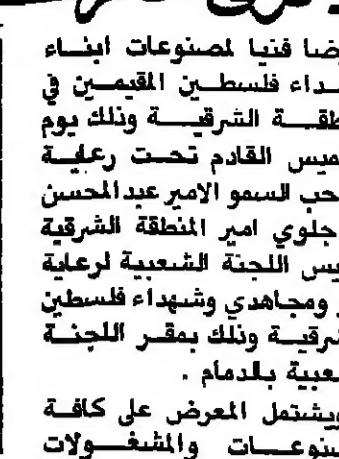 ضا فنيا لمصنوعات ابناء
داء فلسطين المقيمين في
طقة الشرقية وذلك يوم
ميس القادم تحت رعاية
حب السمو الامير عبدالمحسن
جلوي امير المنطقة الشرقية
يس اللجنة الشعبية لرعاية
ومجاهدي وشهداء فلسطين
شرقية وذلك بمقر اللجنة
عبية بالدمام .
ويشتمل المعرض على كافة
صنوعات والمشغولات